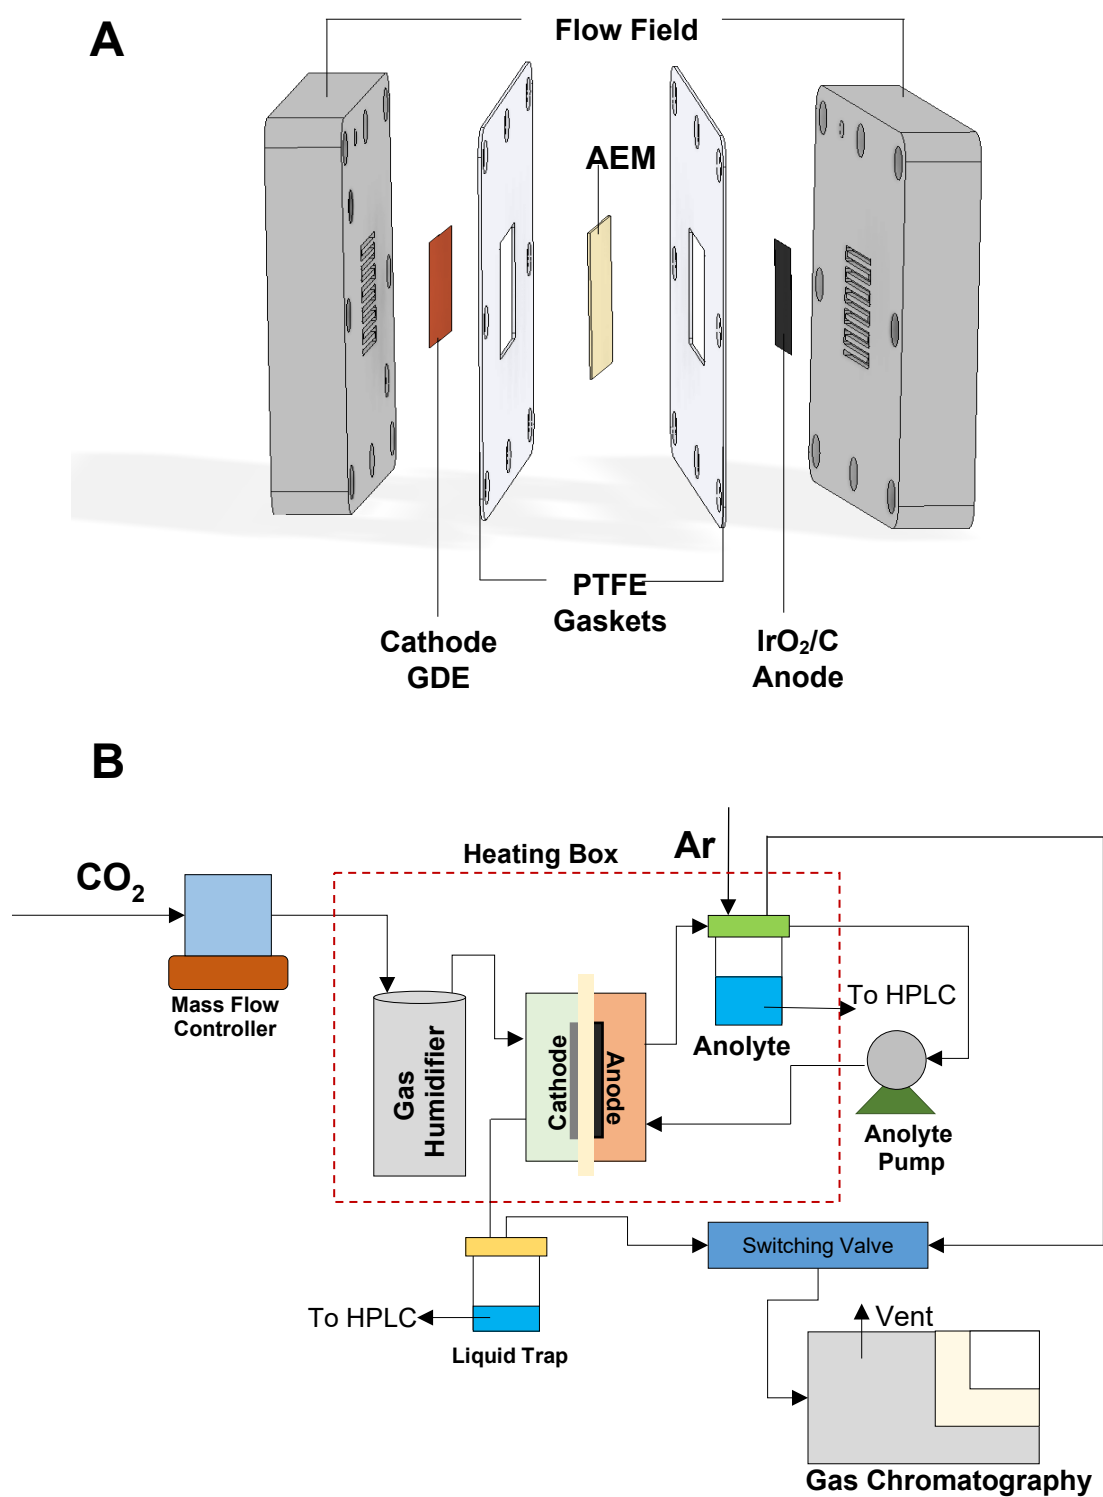 A
Flow Field
AEM
PTFE
Gaskets
Cathode
GDE
IrO₂/C
Anode
B
CO₂
Heating Box
Ar
Mass Flow
Controller
Gas
Humidifier
Cathode
Anode
Anolyte
To HPLC
Anolyte
Pump
Switching Valve
To HPLC
Liquid Trap
Vent
Gas Chromatography